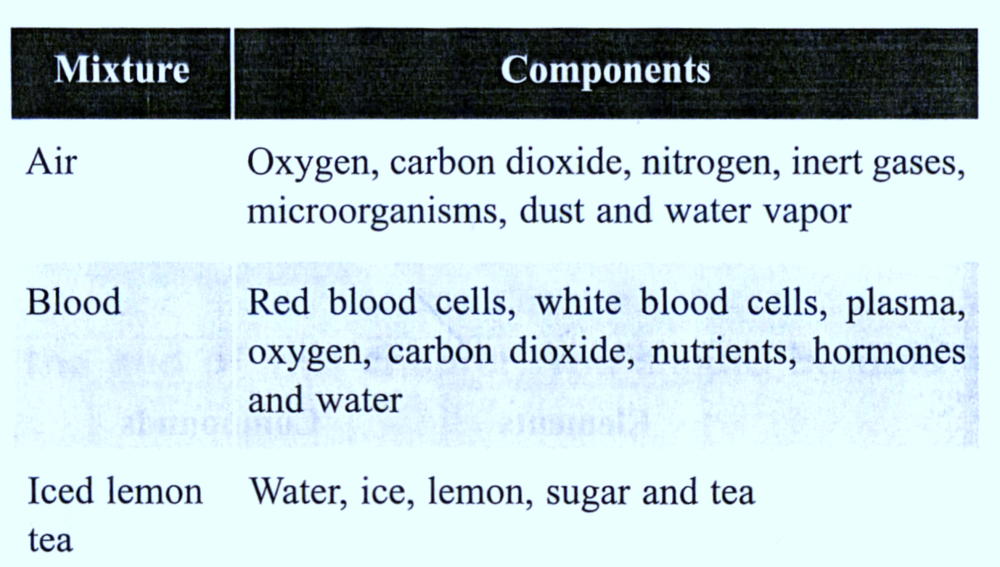 Mixture Components
Air Oxygen, carbon dioxide, nitrogen, inert gases,
microorganisms, dust and water vapor
Blood Red blood cells, white blood cells, plasma,
oxygen, carbon dioxide, nutrients, hormones
and water
Iced lemon Water, ice, lemon, sugar and tea
tea